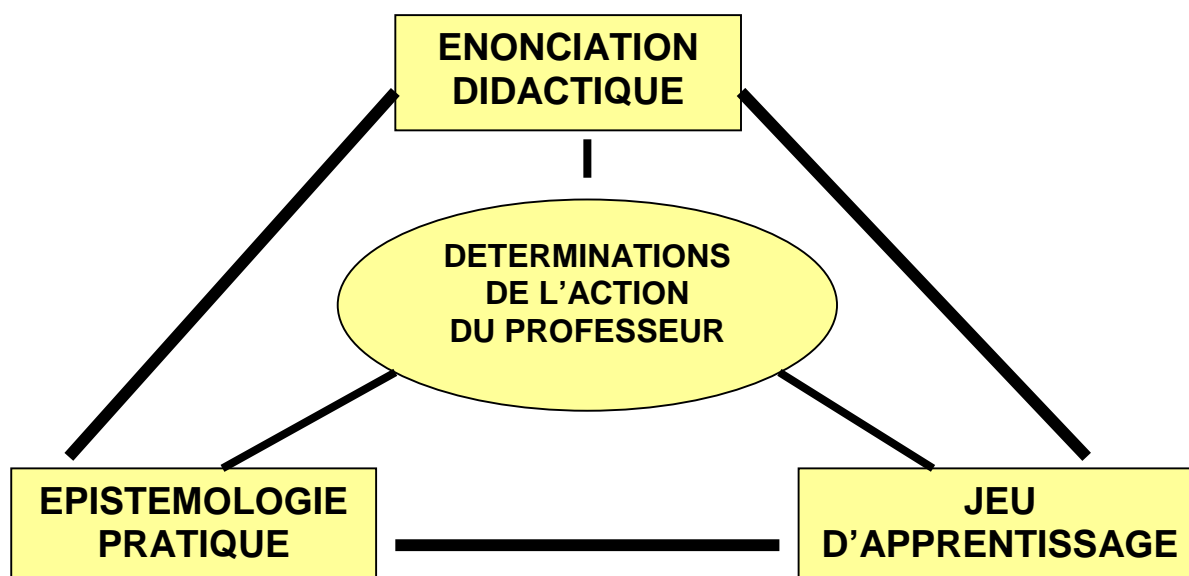 ENONCIATION
DIDACTIQUE
DETERMINATIONS
DE L'ACTION
DU PROFESSEUR
EPISTEMOLOGIE
PRATIQUE
JEU
D'APPRENTISSAGE